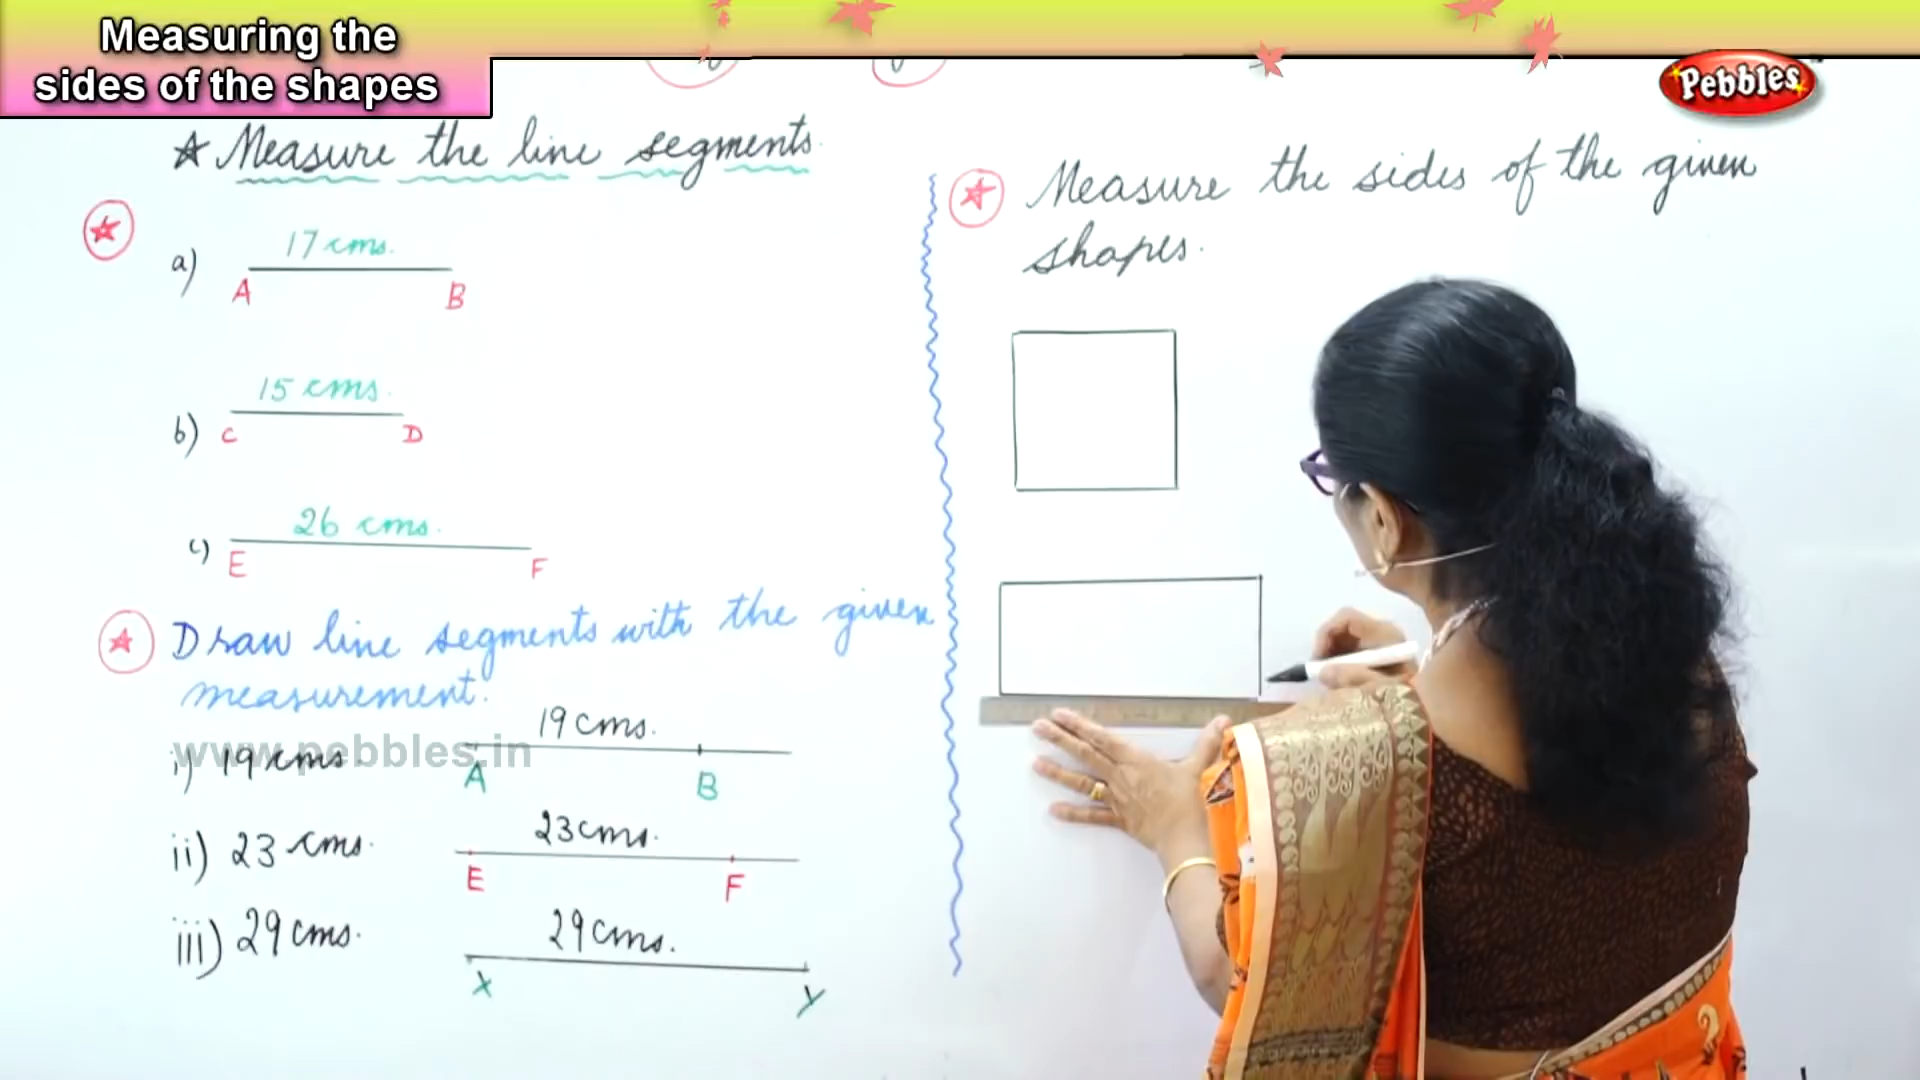 Measuring the
sides of the shapes
Pebbles
☆ Measure the line segments.
a) 17 cms.
A B
b) 15 cms.
C D
c) 26 cms.
E F
Draw line segments with the given
measurement.
i) 19 cms. 19 cms.
A B
www.pebbles.in
ii) 23 cms. 23 cms.
E F
iii) 29 cms. 29 cms.
X Y
Measure the sides of the given
shapes.